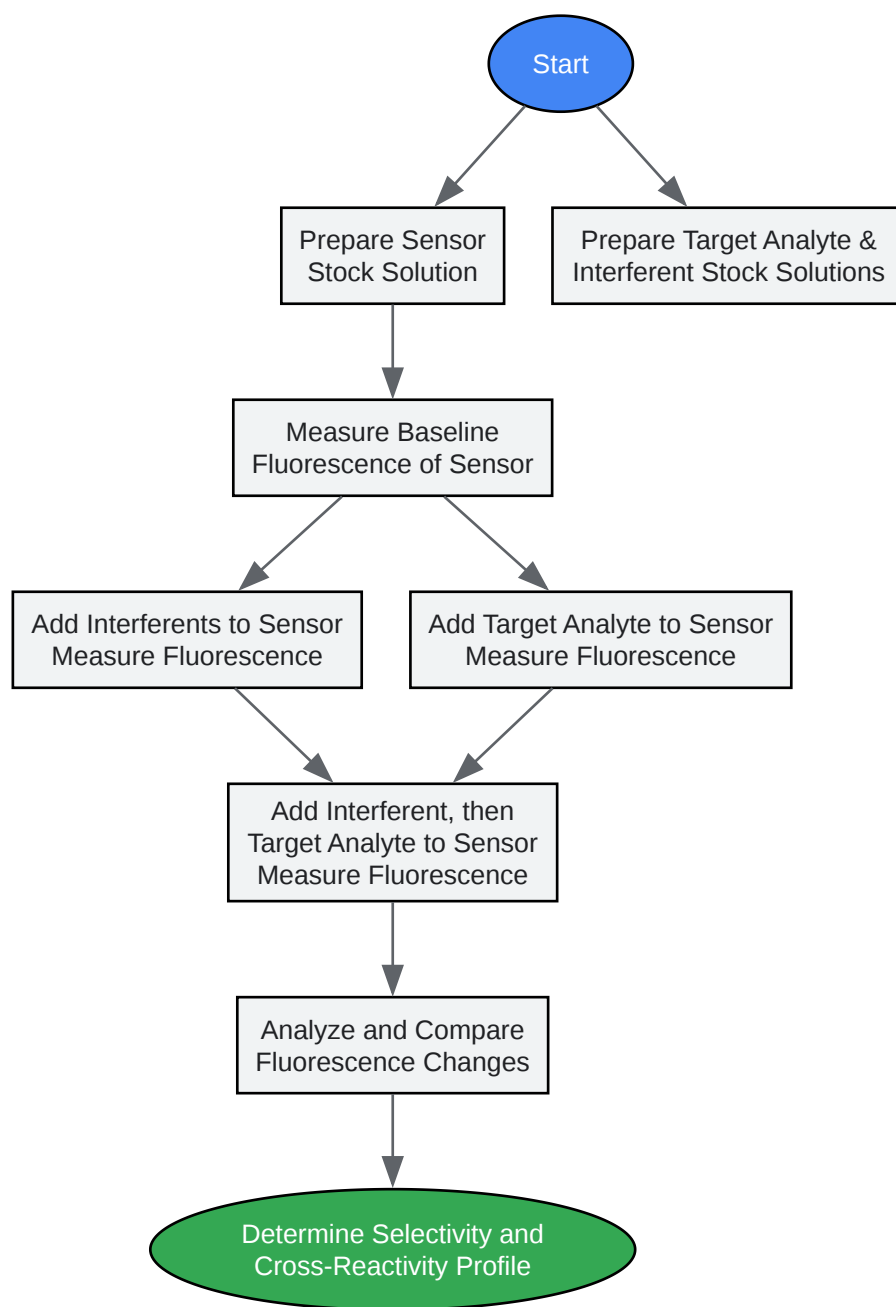 Start
Prepare Sensor
Stock Solution
Prepare Target Analyte &
Interferent Stock Solutions
Measure Baseline
Fluorescence of Sensor
Add Interferents to Sensor
Measure Fluorescence
Add Target Analyte to Sensor
Measure Fluorescence
Add Interferent, then
Target Analyte to Sensor
Measure Fluorescence
Analyze and Compare
Fluorescence Changes
Determine Selectivity and
Cross-Reactivity Profile